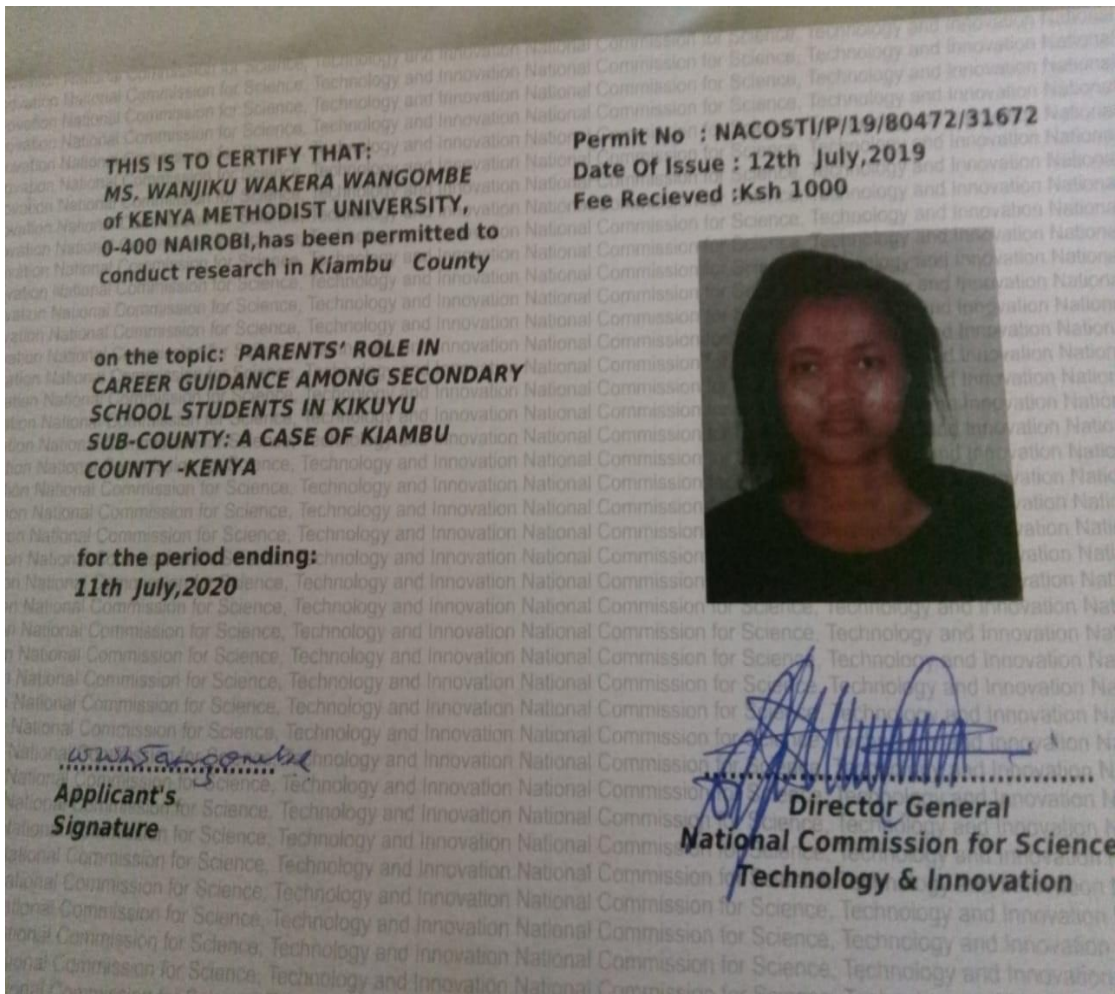 THIS IS TO CERTIFY THAT:
MS. WANJIKU WAKERA WANGOMBE
of KENYA METHODIST UNIVERSITY,
0-400 NAIROBI,has been permitted to
conduct research in Kiambu County
on the topic: PARENTS' ROLE IN
CAREER GUIDANCE AMONG SECONDARY
SCHOOL STUDENTS IN KIKUYU
SUB-COUNTY: A CASE OF KIAMBU
COUNTY -KENYA
for the period ending:
11th July,2020
Applicant's
Signature
Permit No : NACOSTI/P/19/80472/31672
Date Of Issue : 12th July,2019
Fee Recieved :Ksh 1000
Director General
National Commission for Science
Technology & Innovation